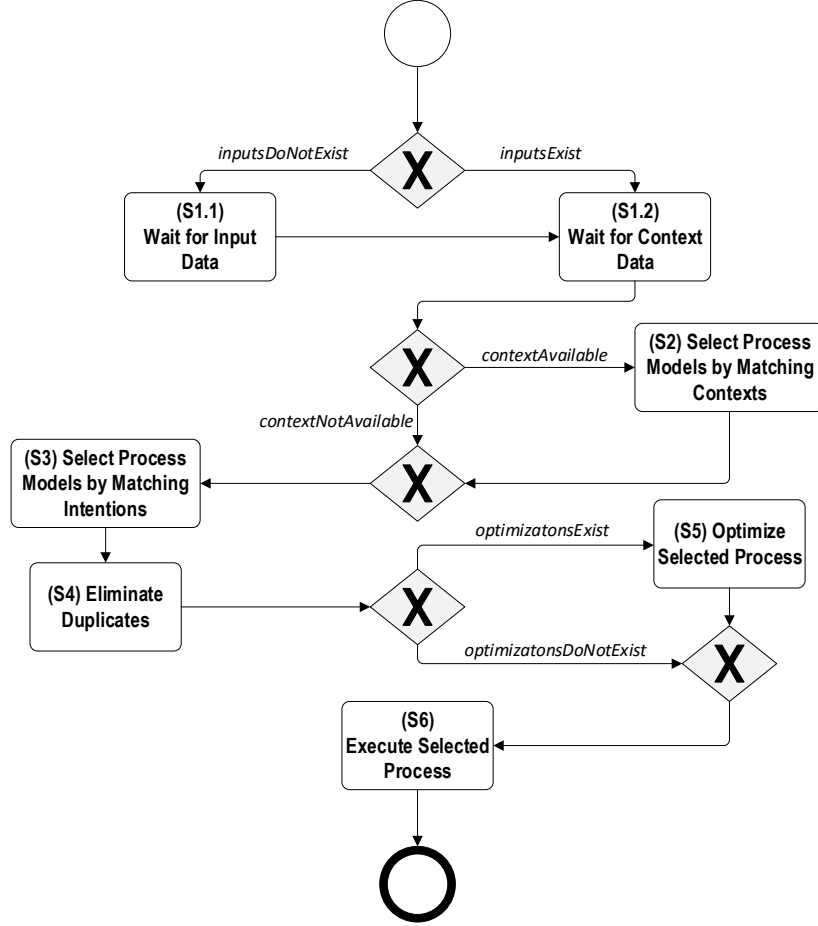 inputsDoNotExist
inputsExist
X
(S1.1)
Wait for Input
Data
(S1.2)
Wait for Context
Data
X
contextAvailable
(S2) Select Process
Models by Matching
Contexts
contextNotAvailable
(S3) Select Process
Models by Matching
Intentions
X
optimizatonsExist
(S5) Optimize
Selected Process
(S4) Eliminate
Duplicates
X
optimizatonsDoNotExist
X
(S6)
Execute Selected
Process